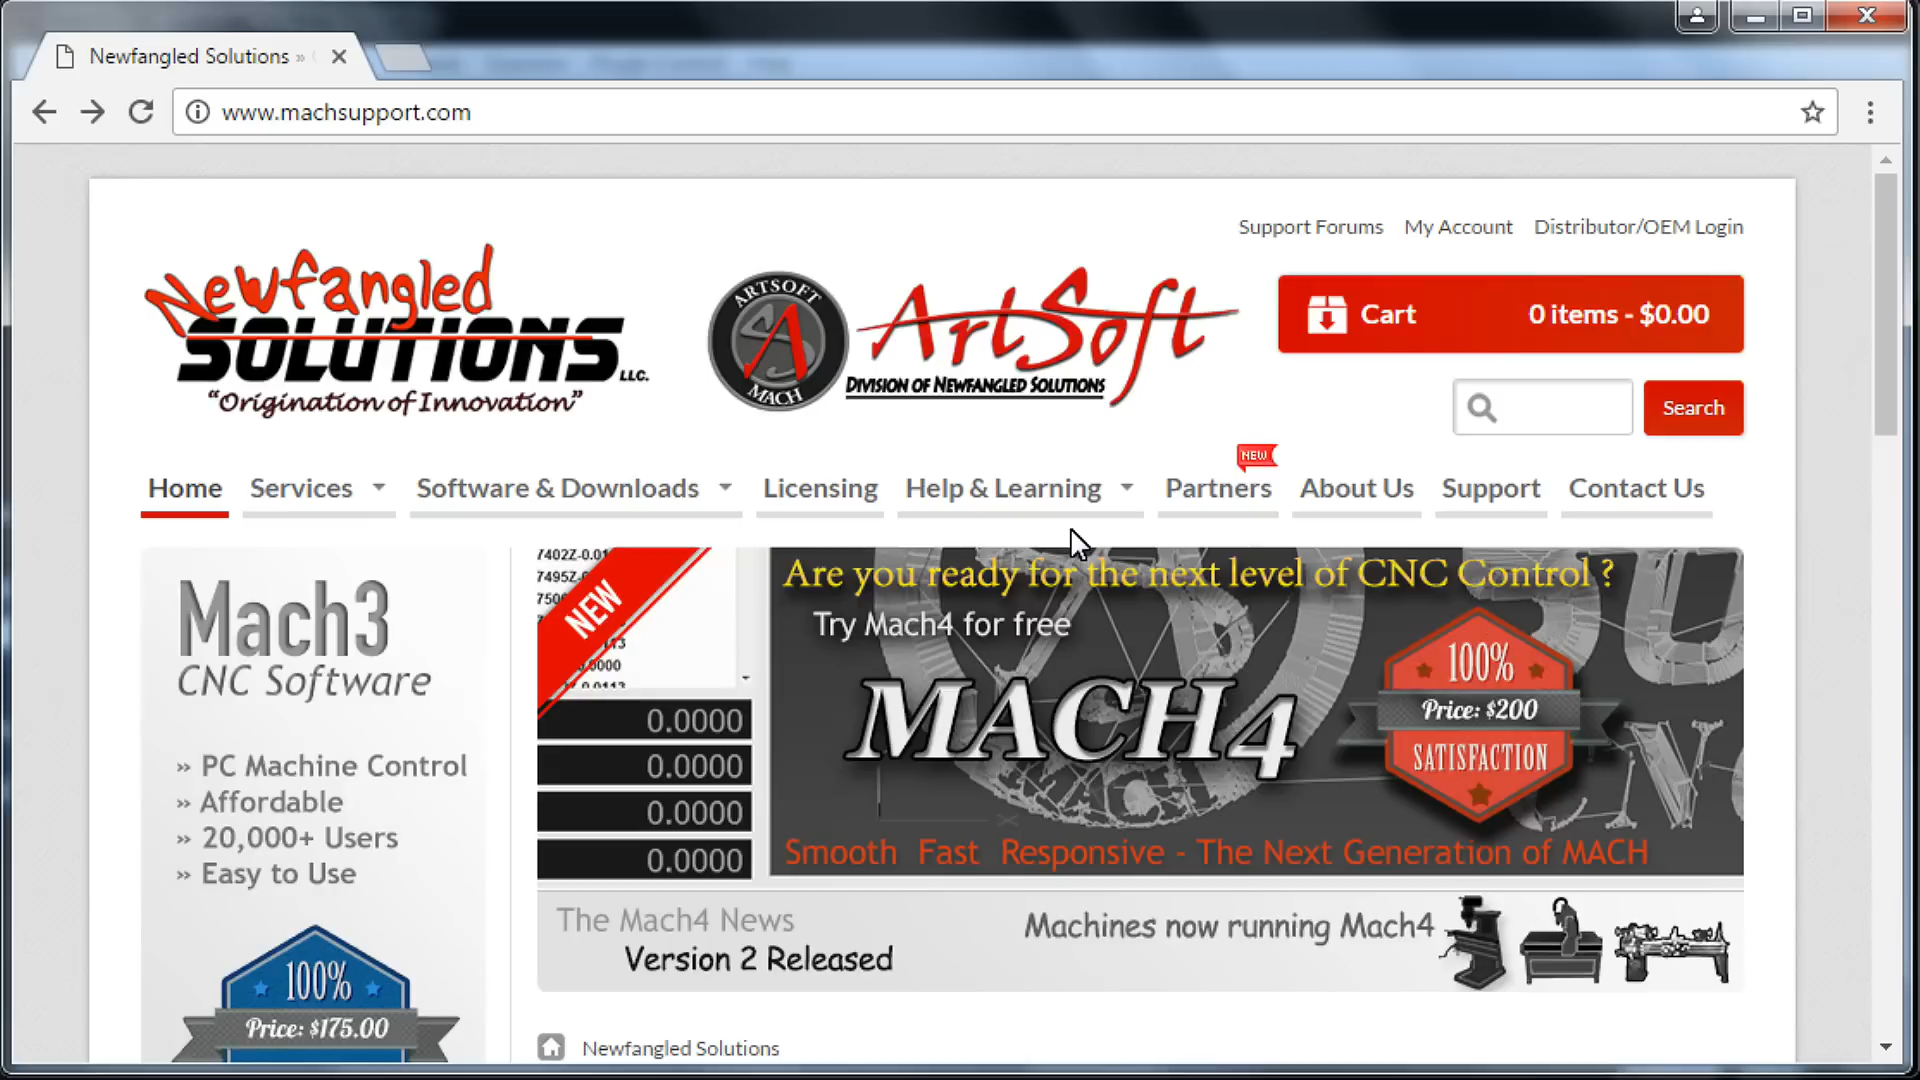 Newfangled Solutions »
www.machsupport.com
Support Forums My Account Distributor/OEM Login
Newfangled
SOLUTIONS LLC.
"Origination of Innovation"
ARTSOFT
MACH
ArtSoft
DIVISION OF NEWFANGLED SOLUTIONS
Cart 0 items - $0.00
Search
NEW
Home Services Software & Downloads Licensing Help & Learning Partners About Us Support Contact Us
Mach3
CNC Software
» PC Machine Control
» Affordable
» 20,000+ Users
» Easy to Use
100%
Price: $175.00
NEW
0.0000
0.0000
0.0000
0.0000
Are you ready for the next level of CNC Control ?
Try Mach4 for free
MACH4
100%
Price: $200
SATISFACTION
Smooth Fast Responsive - The Next Generation of MACH
The Mach4 News
Version 2 Released
Machines now running Mach4
Newfangled Solutions